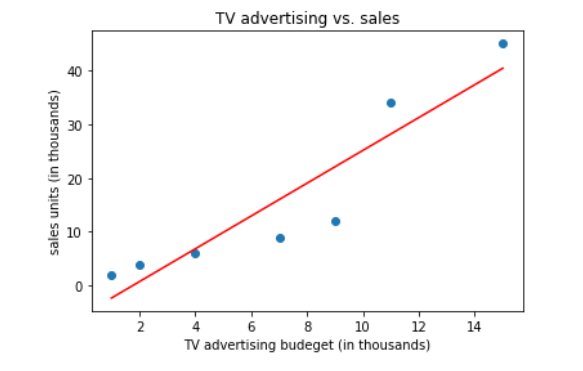 TV advertising vs. sales
sales units (in thousands)
40
30
20
10
0
2 4 6 8 10 12 14
TV advertising budeget (in thousands)